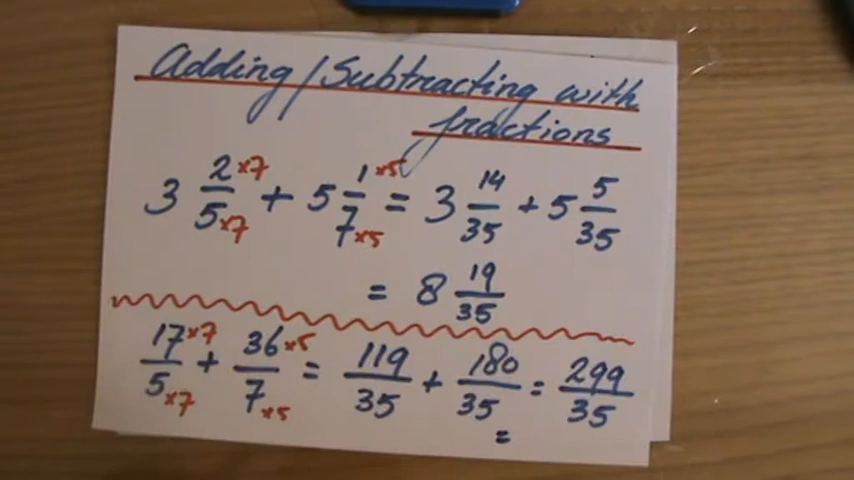 Adding/Subtracting with
fractions
3 2/5 ×7 ×7 + 5 1/7 ×5 ×5 = 3 14/35 + 5 5/35
= 8 19/35
17/5 ×7 ×7 + 36/7 ×5 ×5 = 119/35 + 180/35 = 299/35
=